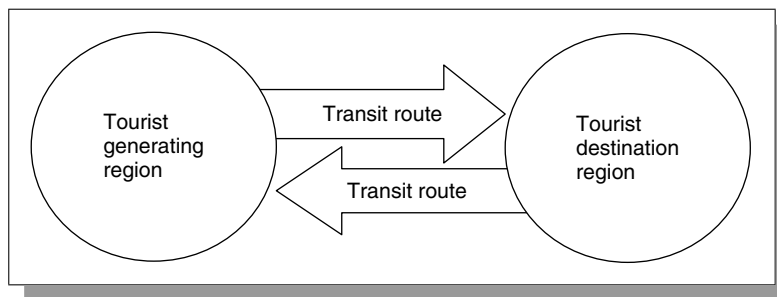 Tourist
generating
region
Transit route
Transit route
Tourist
destination
region